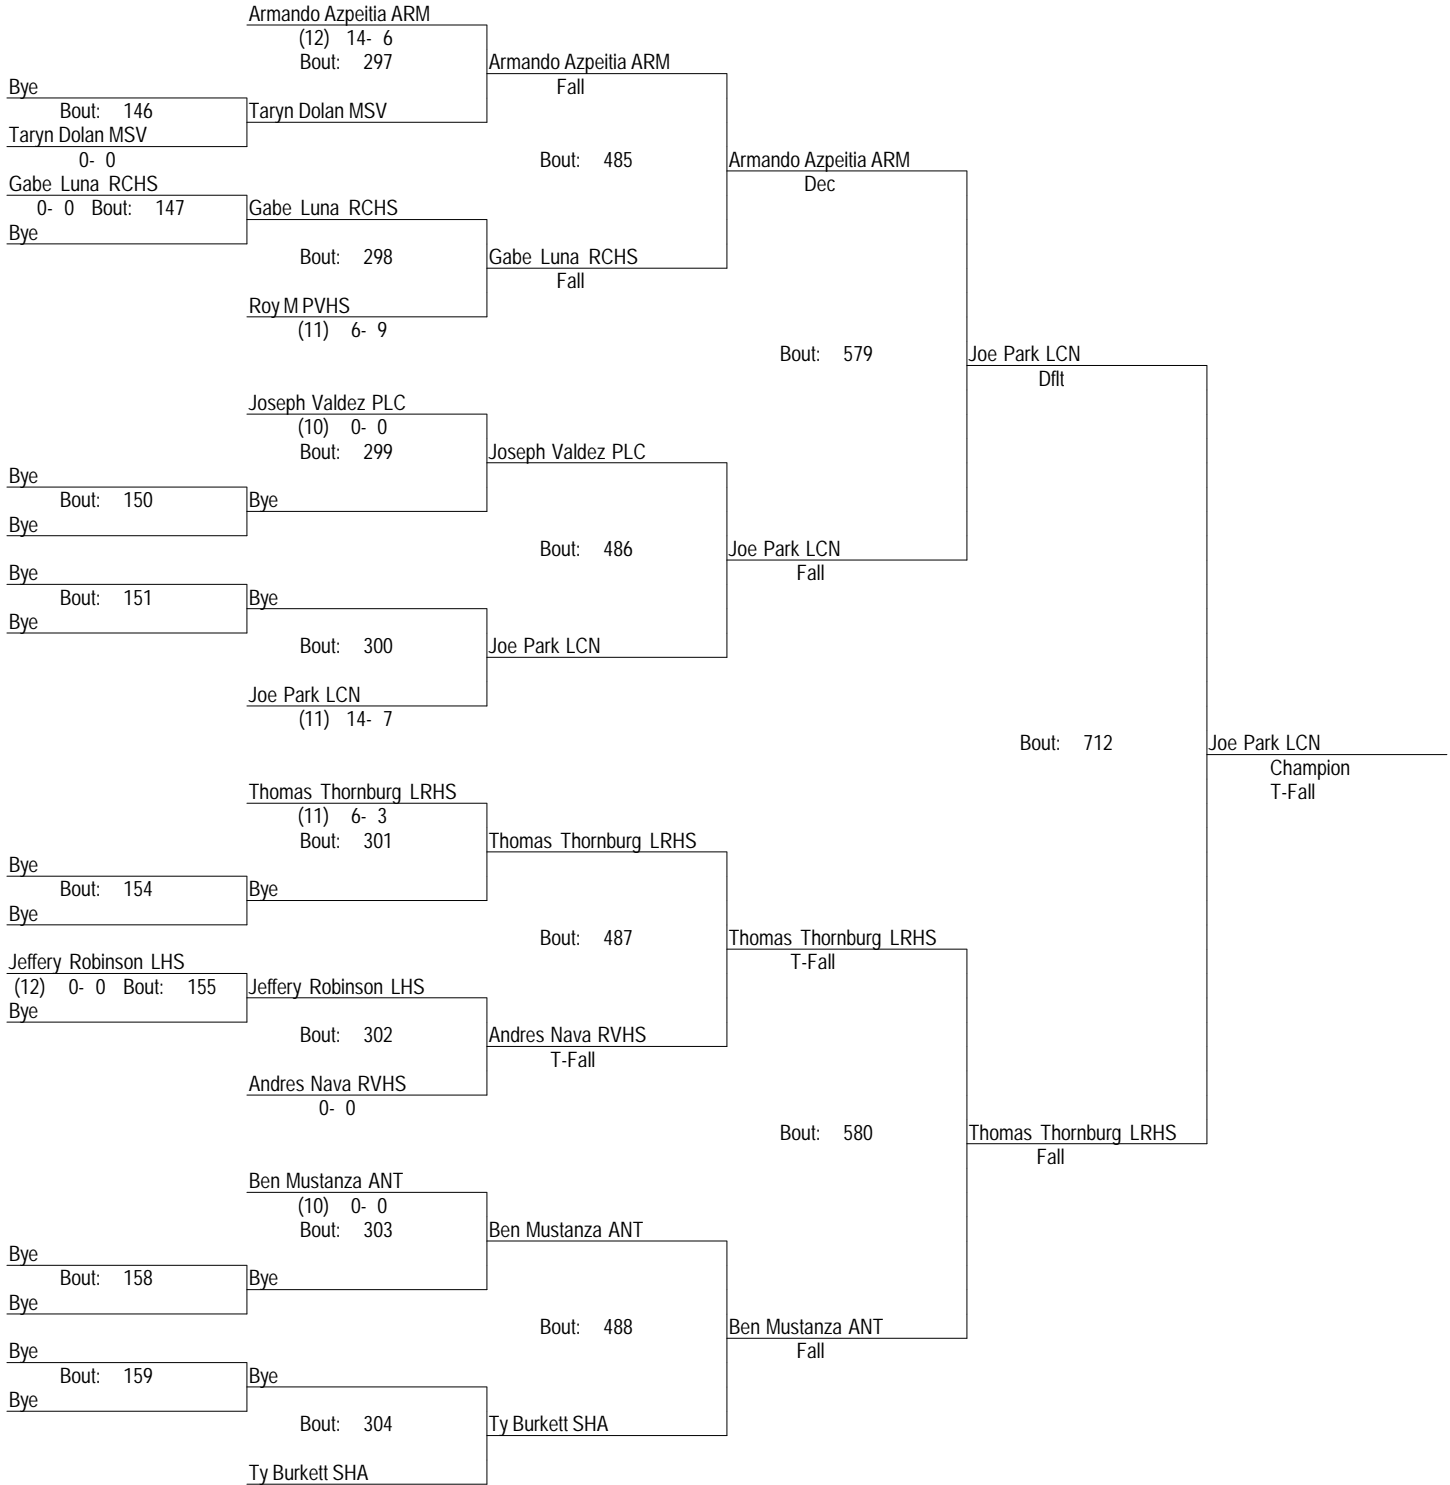 Armando Azpeitia ARM
(12) 14- 6
Bout: 297
Armando Azpeitia ARM
Fall
Bye
Bout: 146
Taryn Dolan MSV
Taryn Dolan MSV
0- 0
Bout: 485
Armando Azpeitia ARM
Dec
Gabe Luna RCHS
0- 0 Bout: 147
Gabe Luna RCHS
Bye
Bout: 298
Gabe Luna RCHS
Fall
Roy M PVHS
(11) 6- 9
Bout: 579
Joe Park LCN
Dflt
Joseph Valdez PLC
(10) 0- 0
Bout: 299
Joseph Valdez PLC
Bye
Bout: 150
Bye
Bye
Bout: 486
Joe Park LCN
Fall
Bye
Bout: 151
Bye
Bye
Bout: 300
Joe Park LCN
Joe Park LCN
(11) 14- 7
Bout: 712
Joe Park LCN
Champion
T-Fall
Thomas Thornburg LRHS
(11) 6- 3
Bout: 301
Thomas Thornburg LRHS
Bye
Bout: 154
Bye
Bye
Bout: 487
Thomas Thornburg LRHS
T-Fall
Jeffery Robinson LHS
(12) 0- 0 Bout: 155
Jeffery Robinson LHS
Bye
Bout: 302
Andres Nava RVHS
T-Fall
Andres Nava RVHS
0- 0
Bout: 580
Thomas Thornburg LRHS
Fall
Ben Mustanza ANT
(10) 0- 0
Bout: 303
Ben Mustanza ANT
Bye
Bout: 158
Bye
Bye
Bout: 488
Ben Mustanza ANT
Fall
Bye
Bout: 159
Bye
Bye
Bout: 304
Ty Burkett SHA
Ty Burkett SHA